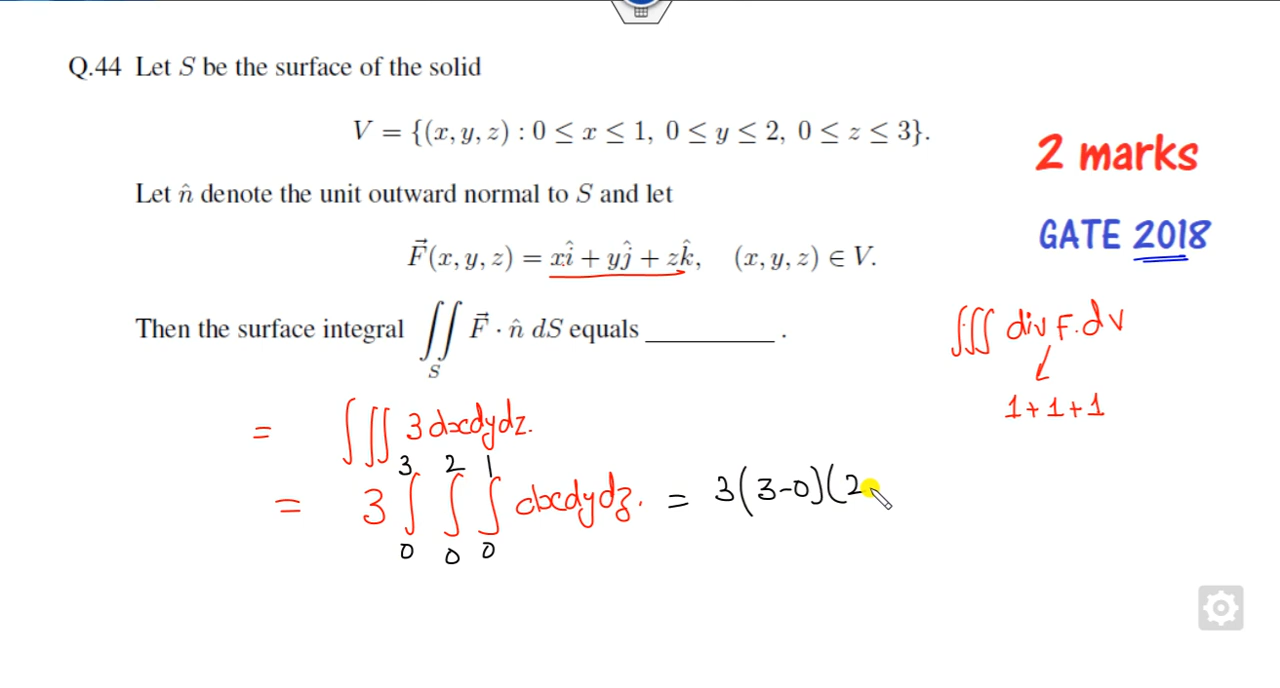 Q.44 Let S be the surface of the solid
V = {(x, y, z) : 0 ≤ x ≤ 1, 0 ≤ y ≤ 2, 0 ≤ z ≤ 3}.
2 marks
Let n̂ denote the unit outward normal to S and let
GATE 2018
F⃗(x, y, z) = xî + yĵ + zk̂, (x, y, z) ∈ V.
Then the surface integral ∬_S F⃗ · n̂ dS equals ________ .
∭ div F. dv
1+1+1
= ∭ 3 dxdydz.
= 3 ∫₀³ ∫₀² ∫₀¹ dxdydz. = 3(3-0)(2